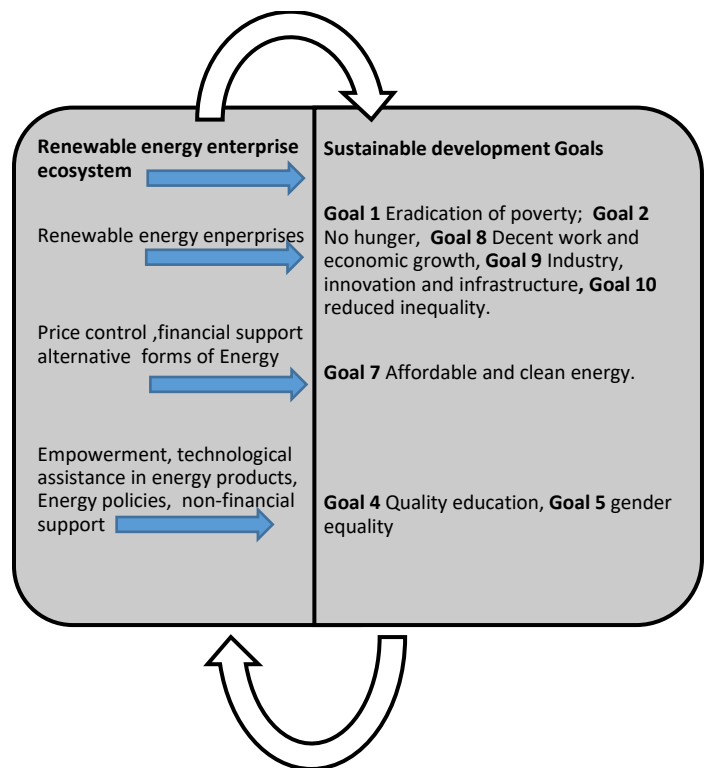 Renewable energy enterprise
ecosystem
Renewable energy enperprises
Price control ,financial support
alternative forms of Energy
Empowerment, technological
assistance in energy products,
Energy policies, non-financial
support
Sustainable development Goals
Goal 1 Eradication of poverty; Goal 2
No hunger, Goal 8 Decent work and
economic growth, Goal 9 Industry,
innovation and infrastructure, Goal 10
reduced inequality.
Goal 7 Affordable and clean energy.
Goal 4 Quality education, Goal 5 gender
equality